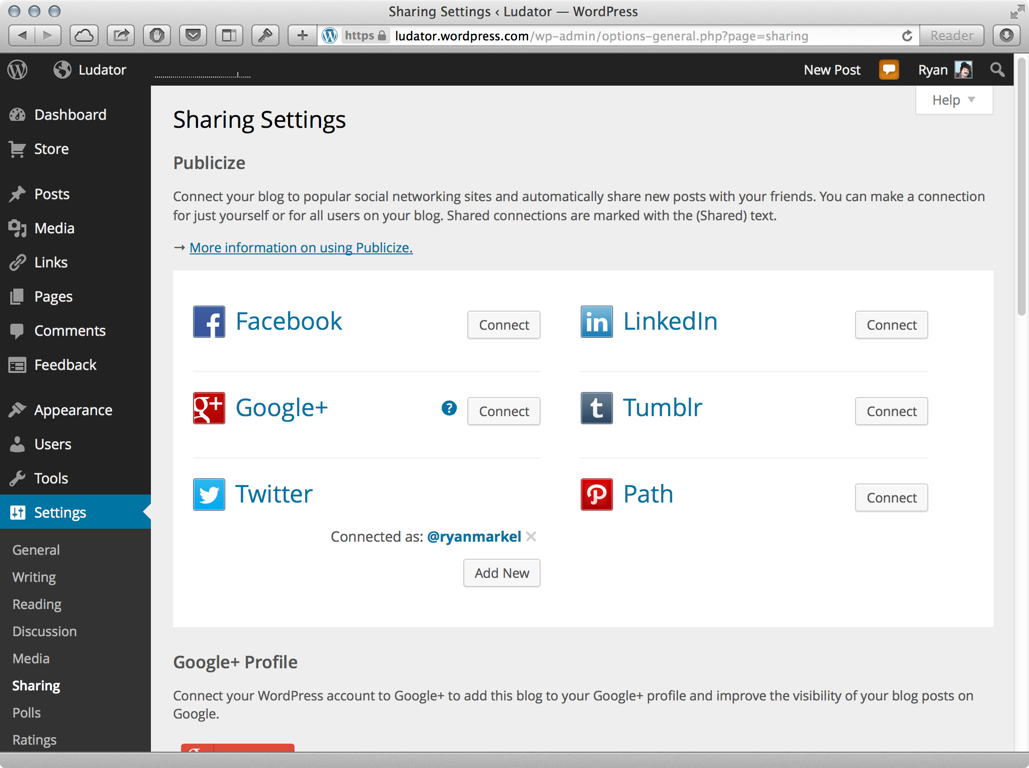 Sharing Settings ‹ Ludator — WordPress
https ludator.wordpress.com/wp-admin/options-general.php?page=sharing
Reader
Ludator
New Post
Ryan
Dashboard
Store
Posts
Media
Links
Pages
Comments
Feedback
Appearance
Users
Tools
Settings
General
Writing
Reading
Discussion
Media
Sharing
Polls
Ratings
Help ▼
Sharing Settings
Publicize
Connect your blog to popular social networking sites and automatically share new posts with your friends. You can make a connection
for just yourself or for all users on your blog. Shared connections are marked with the (Shared) text.
→ More information on using Publicize.
f Facebook Connect
in LinkedIn Connect
g+ Google+ ? Connect
t Tumblr Connect
Twitter
Connected as: @ryanmarkel ×
Add New
Path Connect
Google+ Profile
Connect your WordPress account to Google+ to add this blog to your Google+ profile and improve the visibility of your blog posts on
Google.